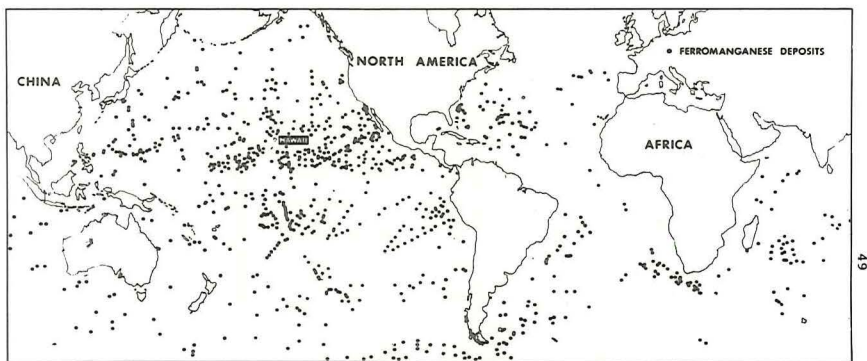 FERROMANGANESE DEPOSITS
NORTH AMERICA
CHINA
HAWAII
AFRICA
49